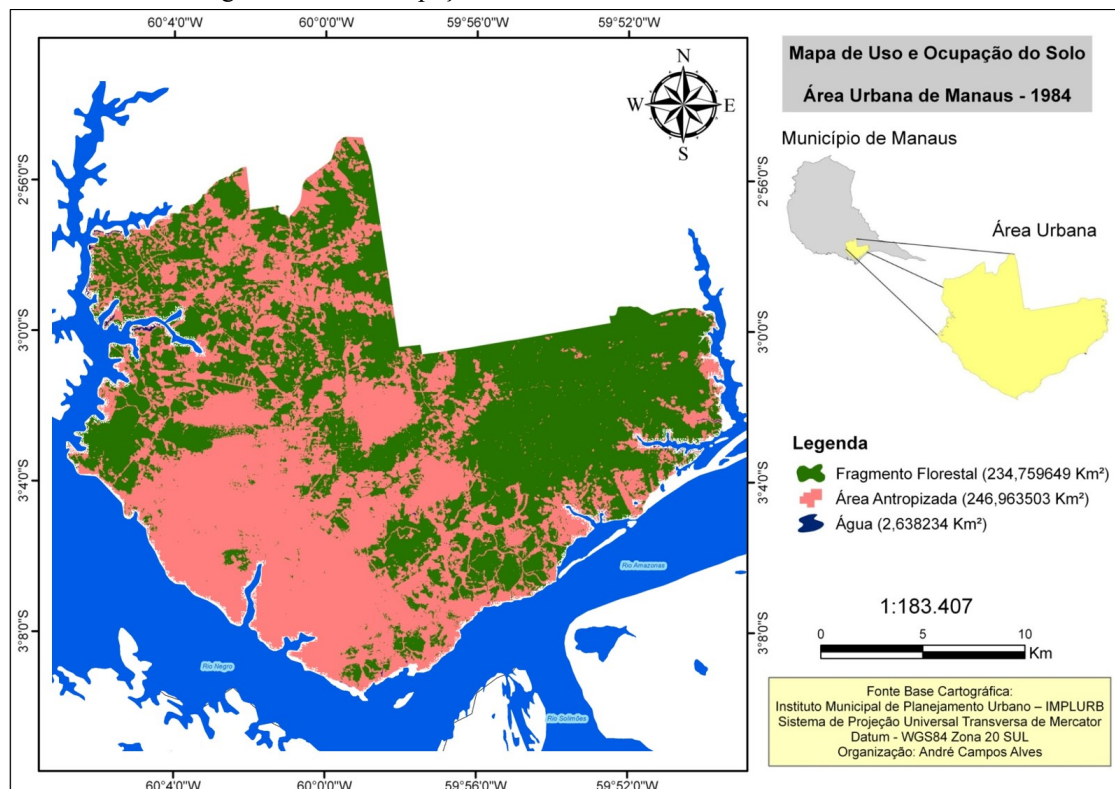 60°4'0"W
60°0'0"W
59°56'0"W
59°52'0"W
N
W
E
S
2°56'0"S
3°0'0"S
3°4'0"S
3°8'0"S
2°56'0"S
3°0'0"S
3°4'0"S
3°8'0"S
Rio Amazonas
Rio Negro
Rio Solimões
60°4'0"W
60°0'0"W
59°56'0"W
59°52'0"W
Mapa de Uso e Ocupação do Solo
Área Urbana de Manaus - 1984
Município de Manaus
Área Urbana
Legenda
Fragmento Florestal (234,759649 Km²)
Área Antropizada (246,963503 Km²)
Água (2,638234 Km²)
1:183.407
0 5 10
Km
Fonte Base Cartográfica:
Instituto Municipal de Planejamento Urbano – IMPLURB
Sistema de Projeção Universal Transversa de Mercator
Datum - WGS84 Zona 20 SUL
Organização: André Campos Alves